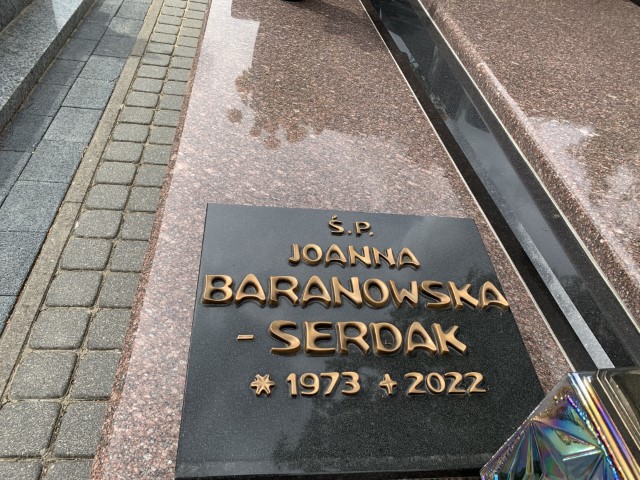 Ś.P.
JOANNA
BARANOWSKA
- SERDAK
* 1973 + 2022